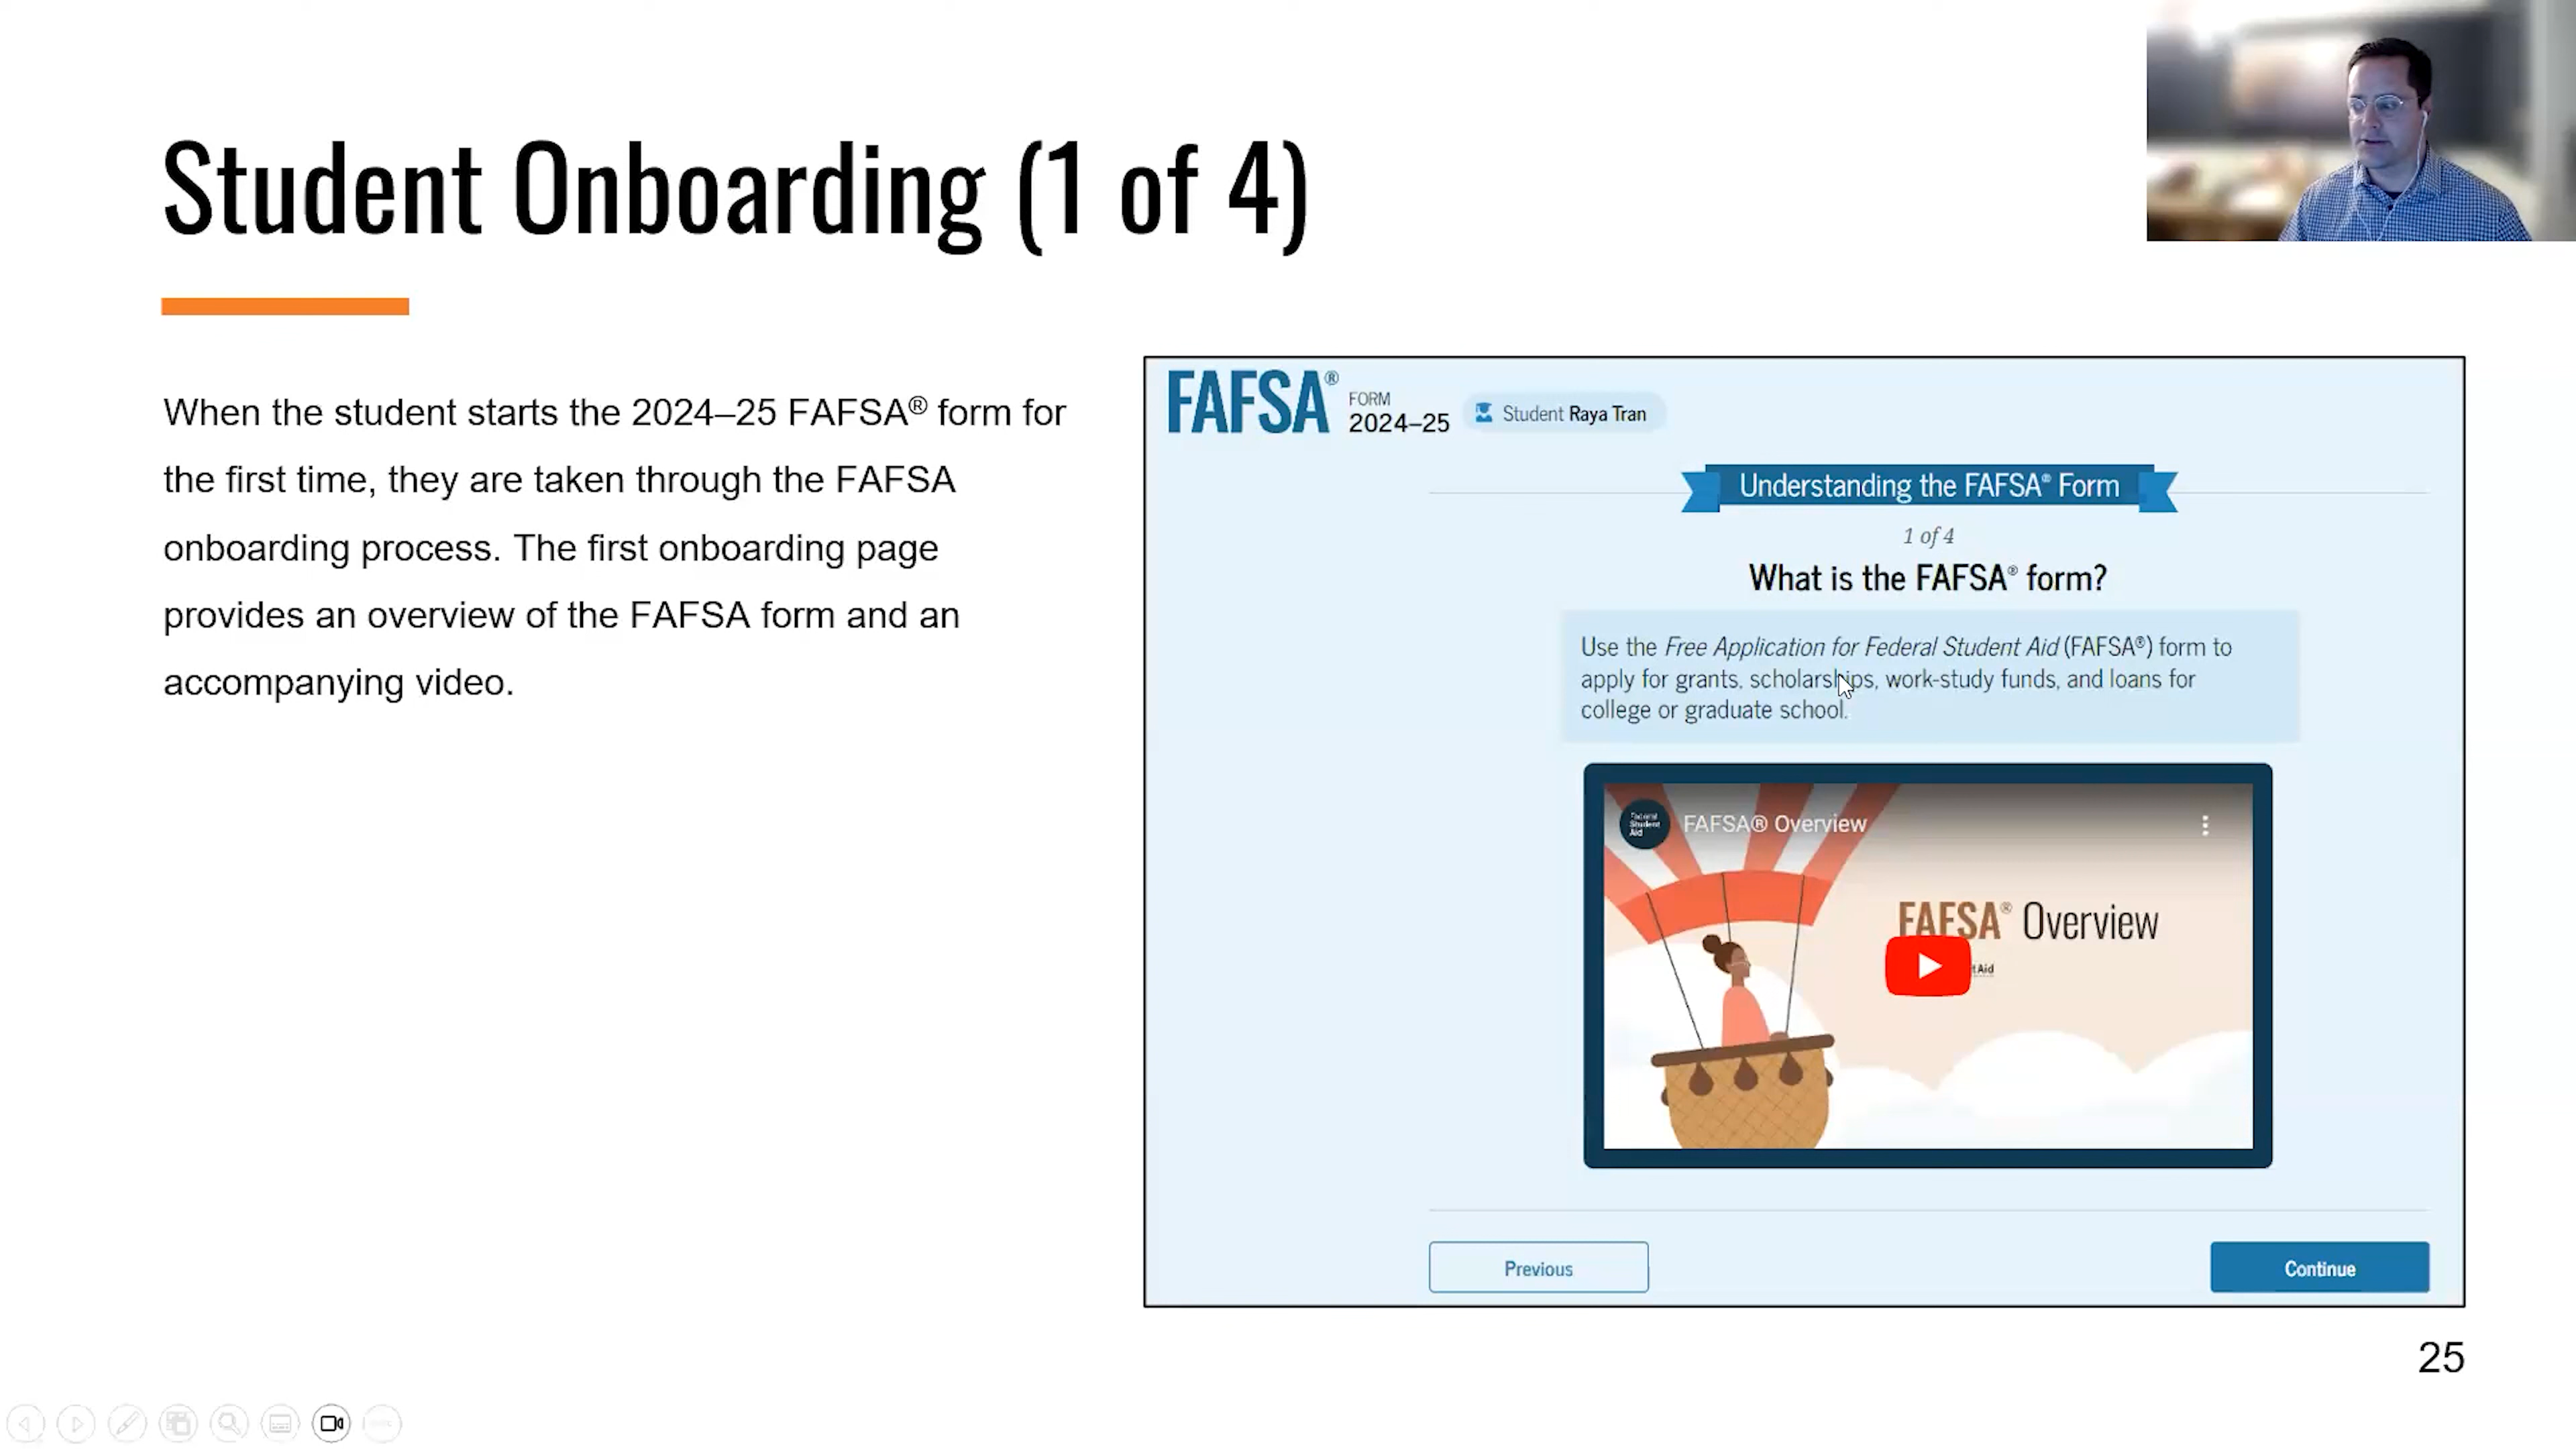 Student Onboarding (1 of 4)
When the student starts the 2024–25 FAFSA® form for
the first time, they are taken through the FAFSA
onboarding process. The first onboarding page
provides an overview of the FAFSA form and an
accompanying video.
FAFSA®
FORM
2024–25
Student Raya Tran
Understanding the FAFSA® Form
1 of 4
What is the FAFSA® form?
Use the Free Application for Federal Student Aid (FAFSA®) form to
apply for grants, scholarships, work-study funds, and loans for
college or graduate school.
Federal
Student
Aid
FAFSA® Overview
FAFSA® Overview
t Aid
Previous
Continue
25